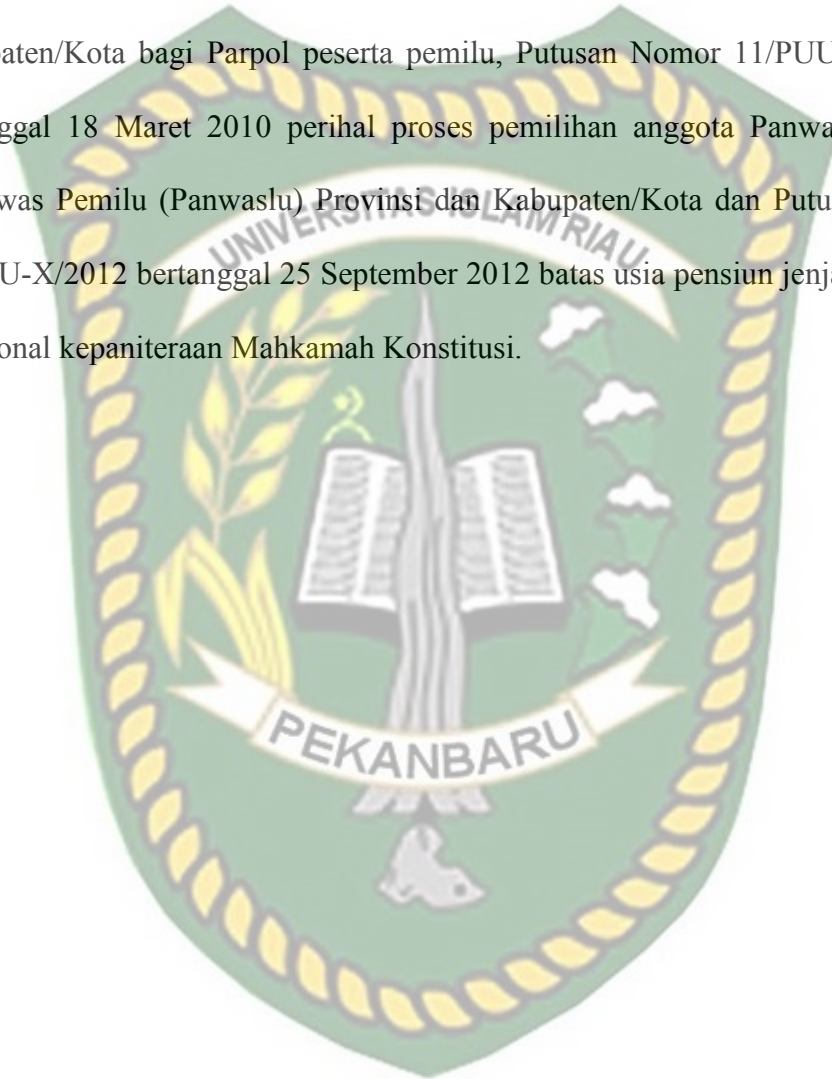 paten/Kota bagi Parpol peserta pemilu, Putusan Nomor 11/PUU
ggal 18 Maret 2010 perihal proses pemilihan anggota Panwa
was Pemilu (Panwaslu) Provinsi dan Kabupaten/Kota dan Putu
U-X/2012 bertanggal 25 September 2012 batas usia pensiun jenj
onal kepaniteraan Mahkamah Konstitusi.
UNIVERSITAS ISLAM RIAU
PEKANBARU